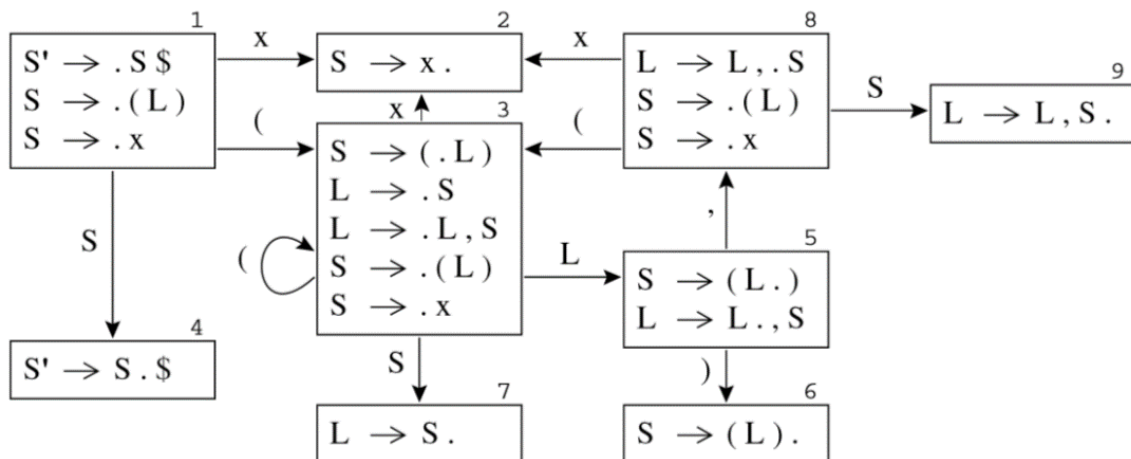 1
S' → . S $
S → . ( L )
S → . x
x
(
S
2
S → x .
x
3
S → ( . L )
L → . S
L → . L , S
S → . ( L )
S → . x
(
L
S
x
(
8
L → L , . S
S → . ( L )
S → . x
S
9
L → L , S .
,
5
S → ( L . )
L → L . , S
)
4
S' → S . $
7
L → S .
6
S → ( L ) .